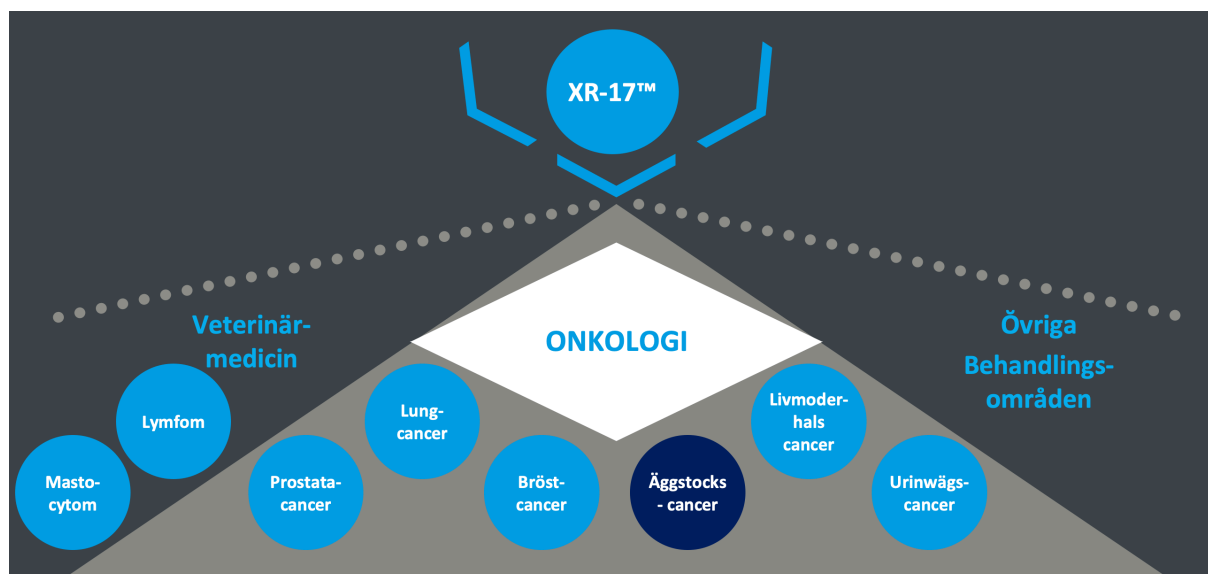 XR-17™
Veterinär-
medicin
ONKOLOGI
Övriga
Behandlings-
områden
Lymfom
Masto-
cytom
Lung-
cancer
Prostata-
cancer
Bröst-
cancer
Äggstocks
- cancer
Livmoder-
hals
cancer
Urinwägs-
cancer